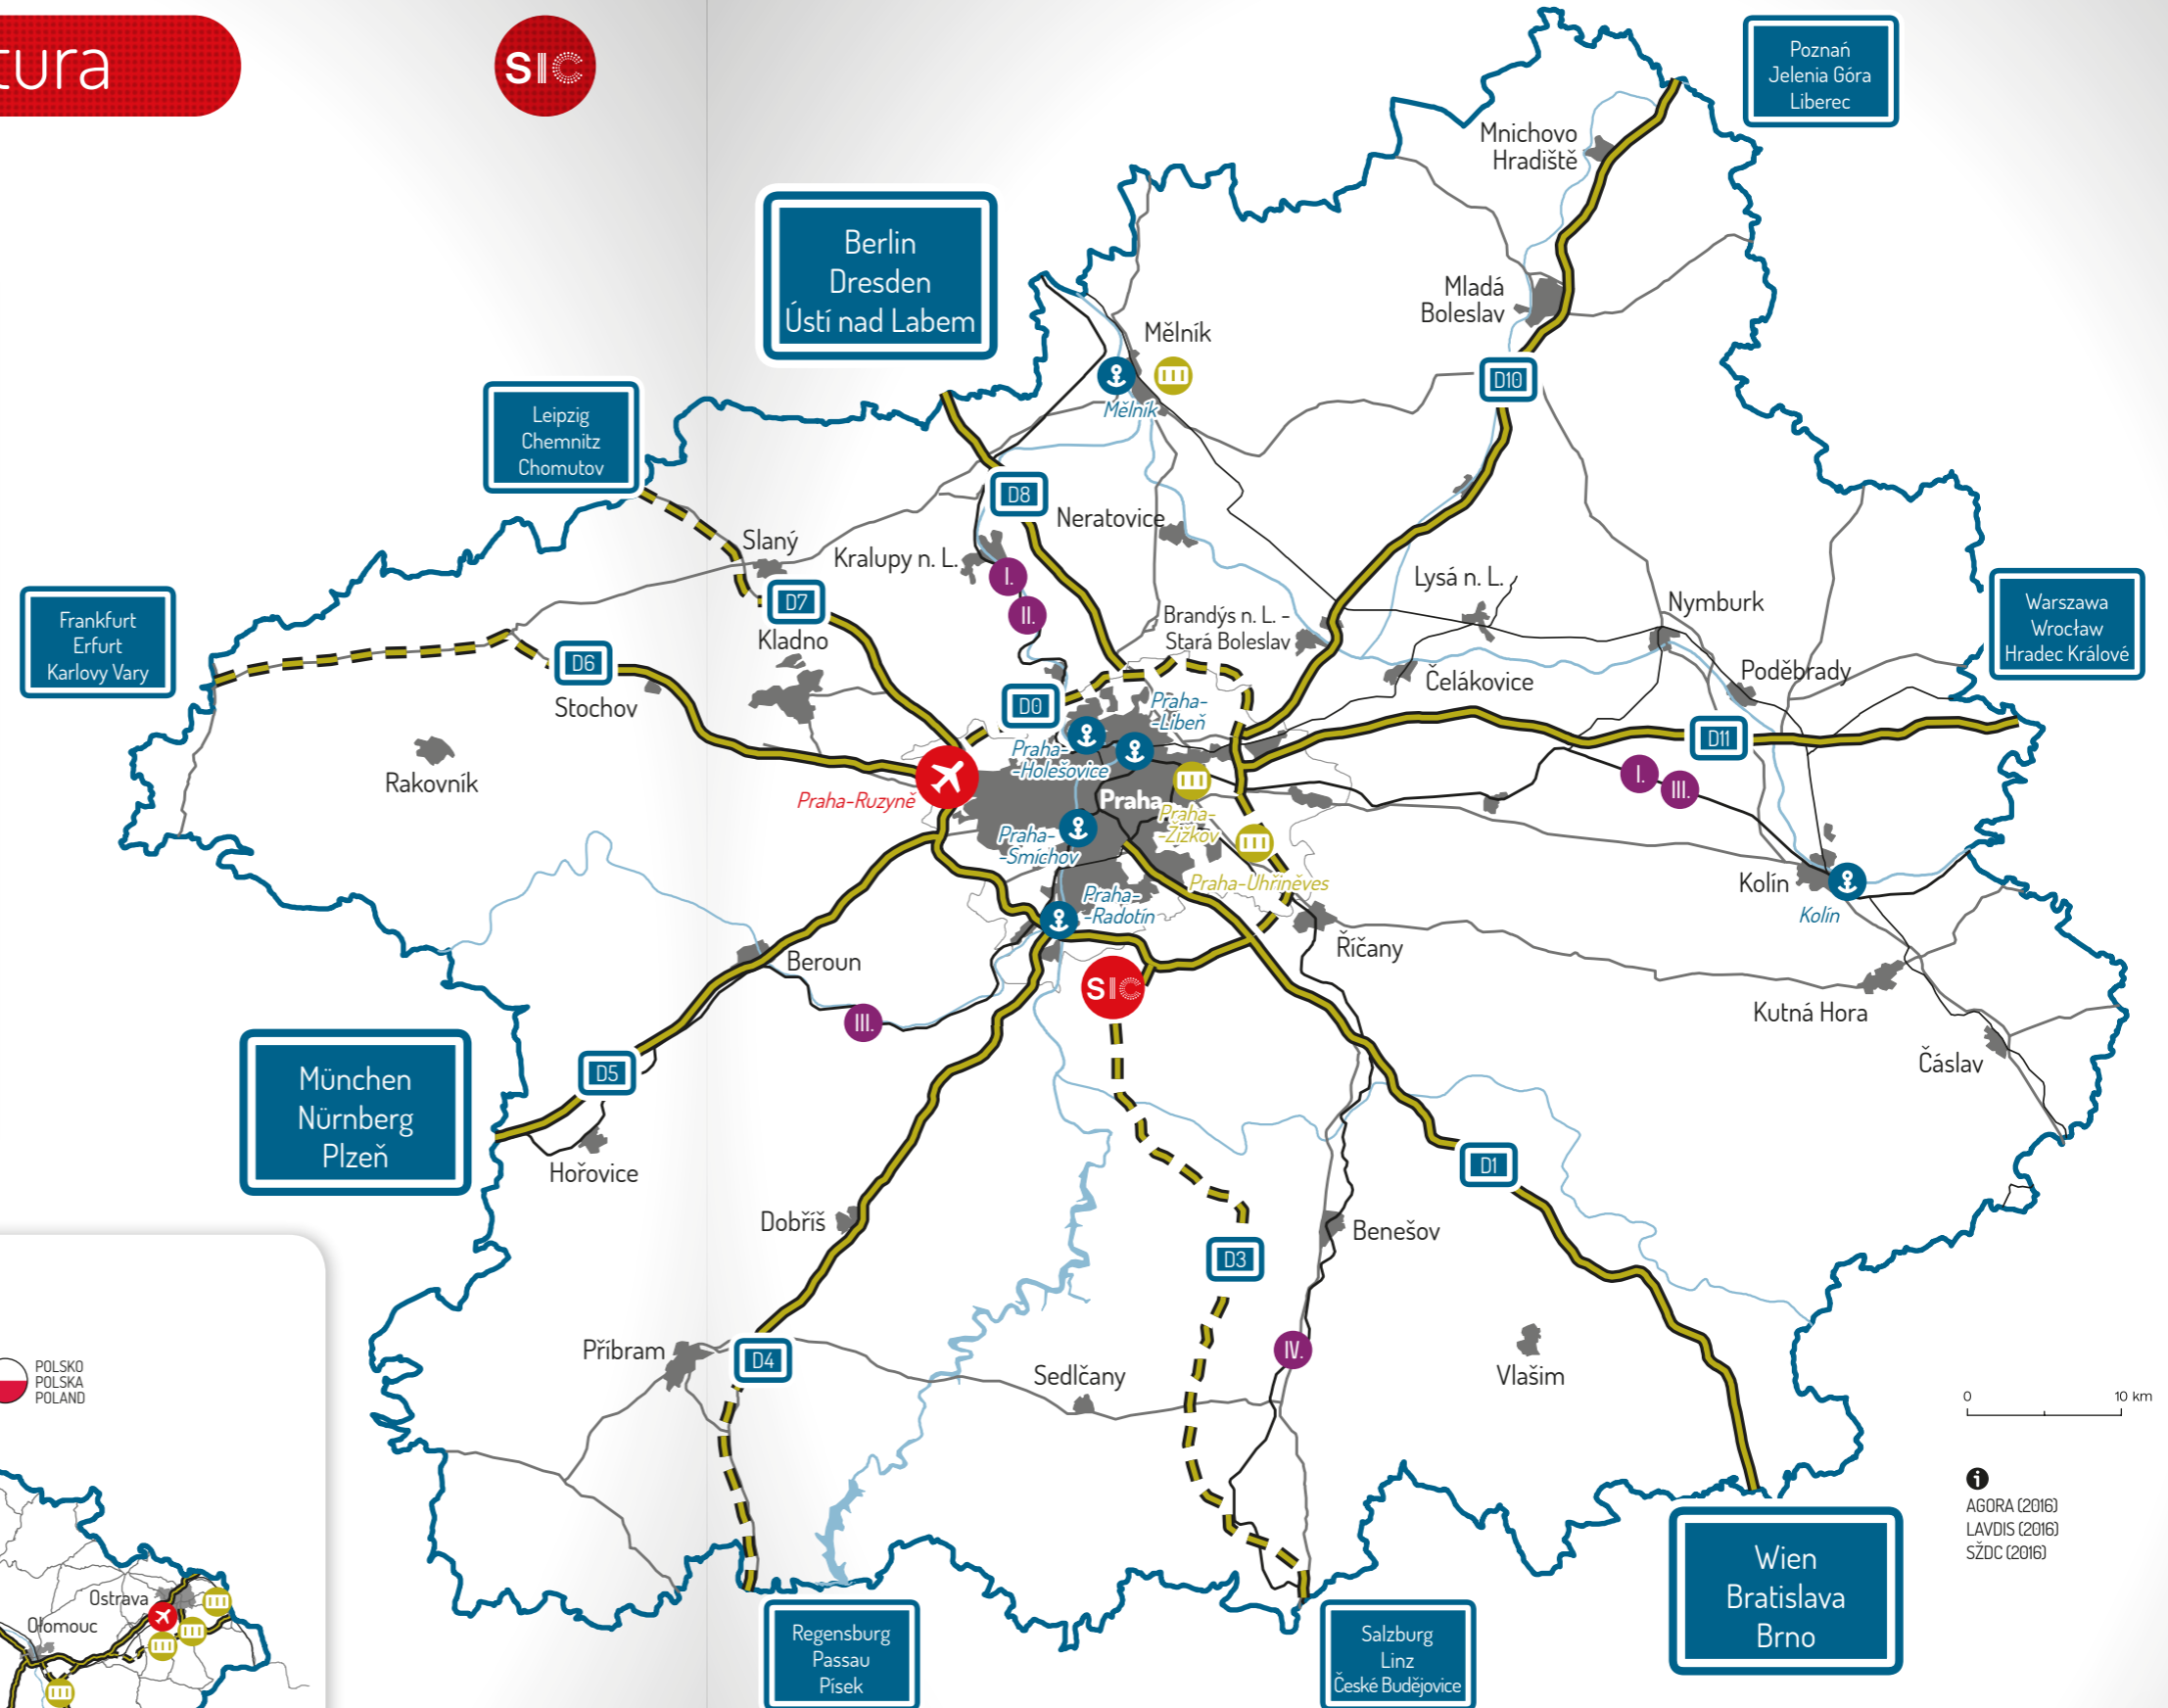 tura
SIC
Poznań
Jelenia Góra
Liberec
Mnichovo
Hradiště
Berlin
Dresden
Ústí nad Labem
Mladá
Boleslav
Mělník
Mělník
D10
Leipzig
Chemnitz
Chomutov
D8
Neratovice
Slaný
Kralupy n. L.
I.
II.
Lysá n. L.
Frankfurt
Erfurt
Karlovy Vary
D7
Kladno
Brandýs n. L. -
Stará Boleslav
Nymburk
Warszawa
Wrocław
Hradec Králové
D6
Stochov
Čelákovice
Poděbrady
D0
Praha-
-Libeň
D11
Praha-
-Holešovice
Rakovník
Praha-Ruzyně
Praha
I.
III.
Praha-
-Žižkov
Praha-
-Smíchov
Praha-Uhříněves
Kolín
Kolín
Praha-
-Radotín
Říčany
Beroun
SIC
Kutná Hora
III.
Čáslav
München
Nürnberg
Plzeň
D5
Hořovice
D1
Dobříš
Benešov
D3
Příbram
D4
IV.
Sedlčany
Vlašim
POLSKO
POLSKA
POLAND
0
10 km
i
AGORA (2016)
LAVDIS (2016)
SŽDC (2016)
Wien
Bratislava
Brno
Ostrava
Olomouc
Regensburg
Passau
Písek
Salzburg
Linz
České Budějovice